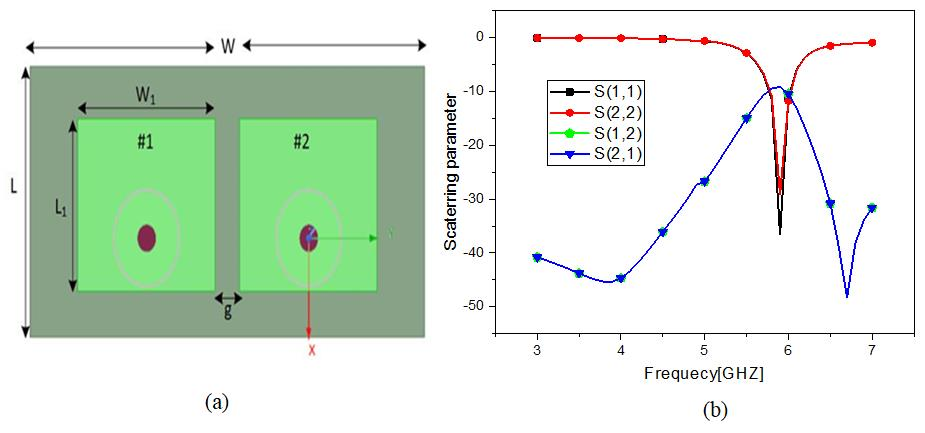 W
W₁
#1
#2
L
L₁
g
X
(a)
Scaterring parameter
0
-10
-20
-30
-40
-50
S(1,1)
S(2,2)
S(1,2)
S(2,1)
3 4 5 6 7
Frequecy[GHZ]
(b)